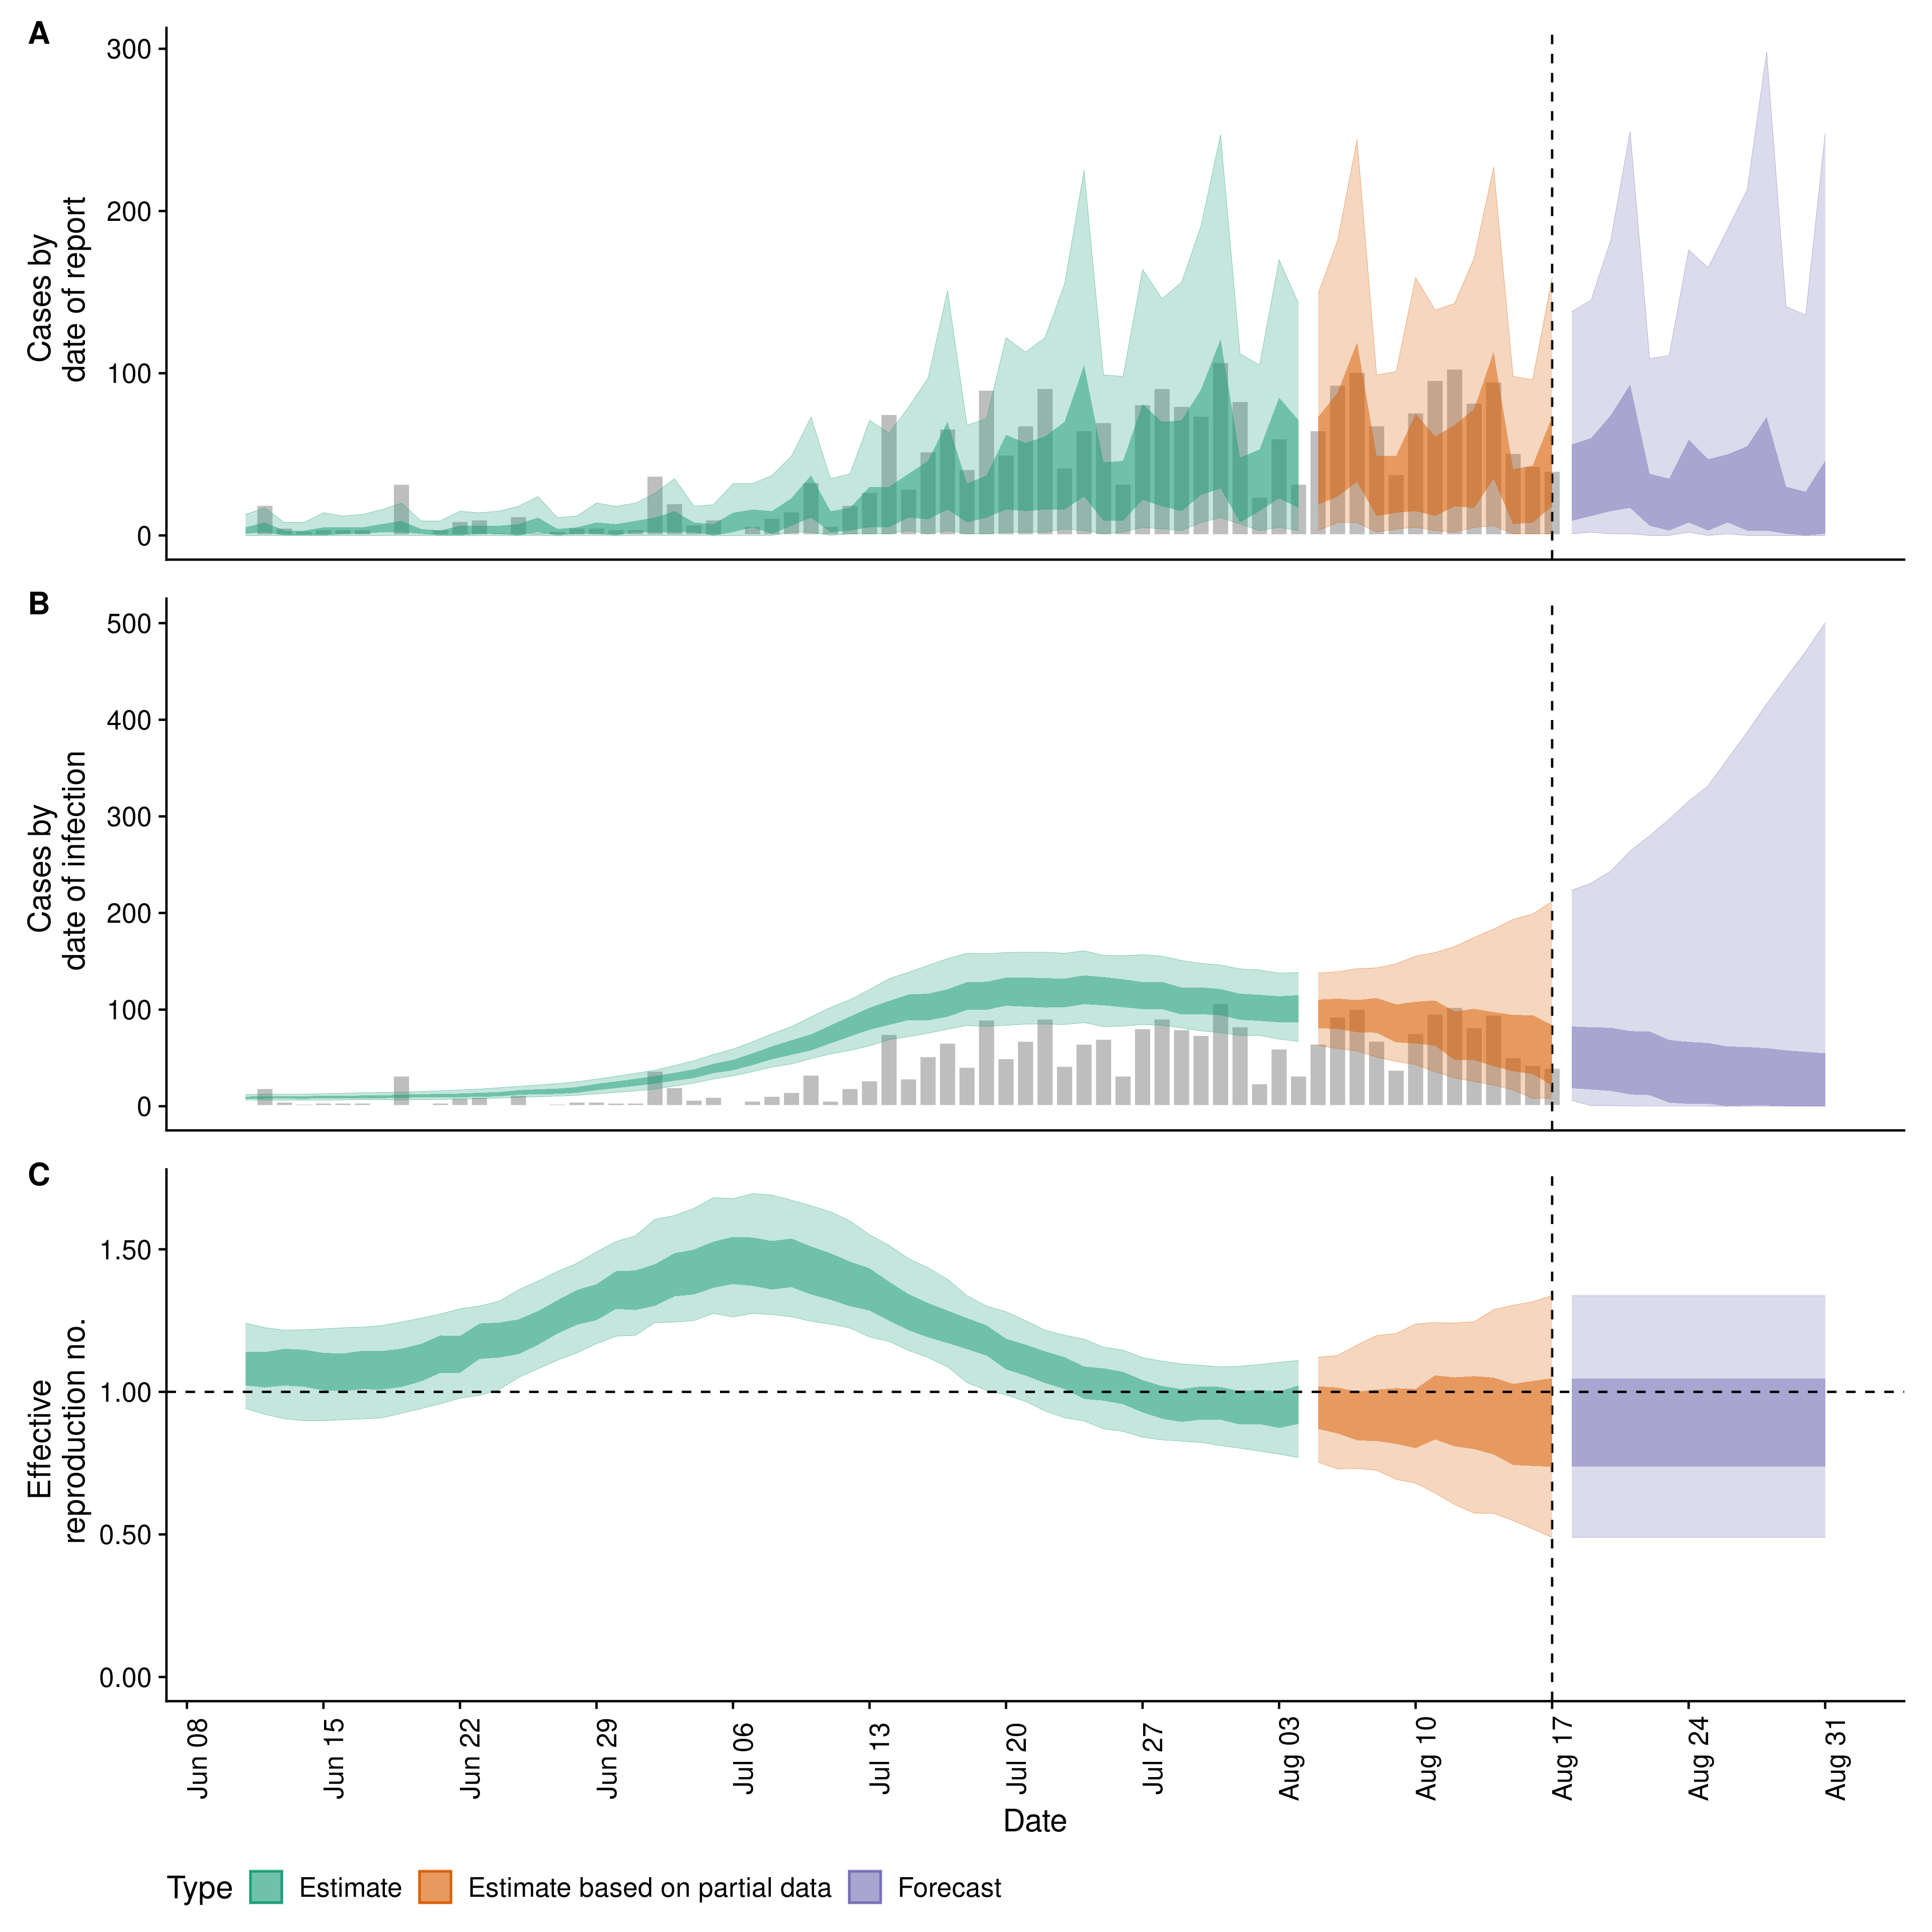 A
300
200
100
0
Cases by
date of report
B
500
400
300
200
100
0
Cases by
date of infection
C
1.50
1.00
0.50
0.00
Effective
reproduction no.
Jun 08
Jun 15
Jun 22
Jun 29
Jul 06
Jul 13
Jul 20
Jul 27
Aug 03
Aug 10
Aug 17
Aug 24
Aug 31
Date
Type Estimate Estimate based on partial data Forecast